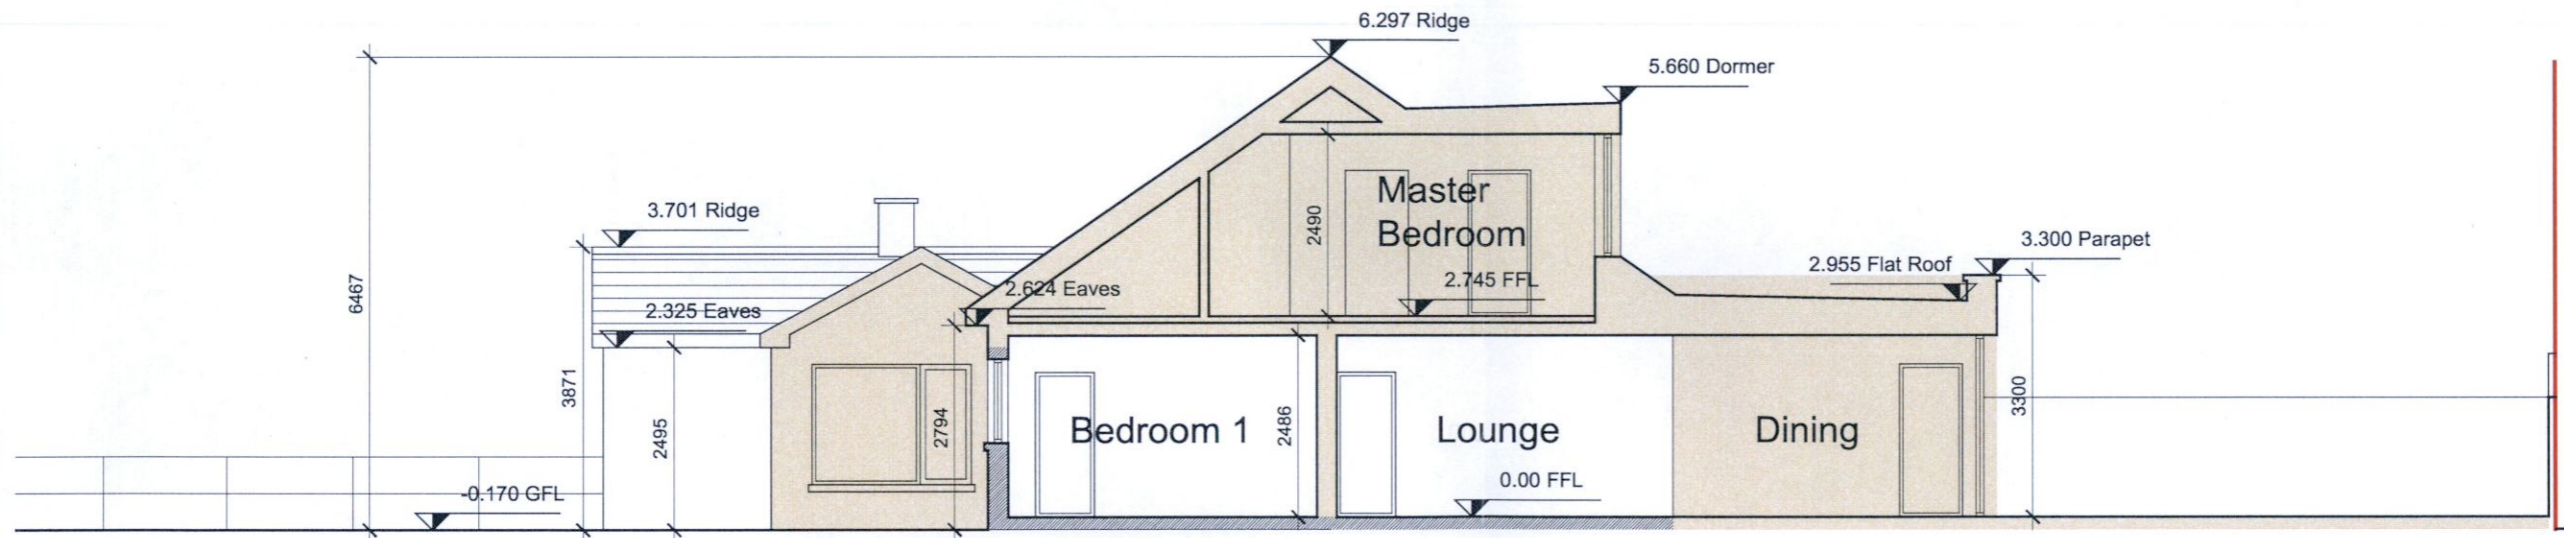 6.297 Ridge
5.660 Dormer
3.701 Ridge
Master
Bedroom
2490
3.300 Parapet
2.955 Flat Roof
2.745 FFL
2.624 Eaves
6467
2.325 Eaves
3871
2495
2794
2486
3300
Bedroom 1
Lounge
Dining
-0.170 GFL
0.00 FFL